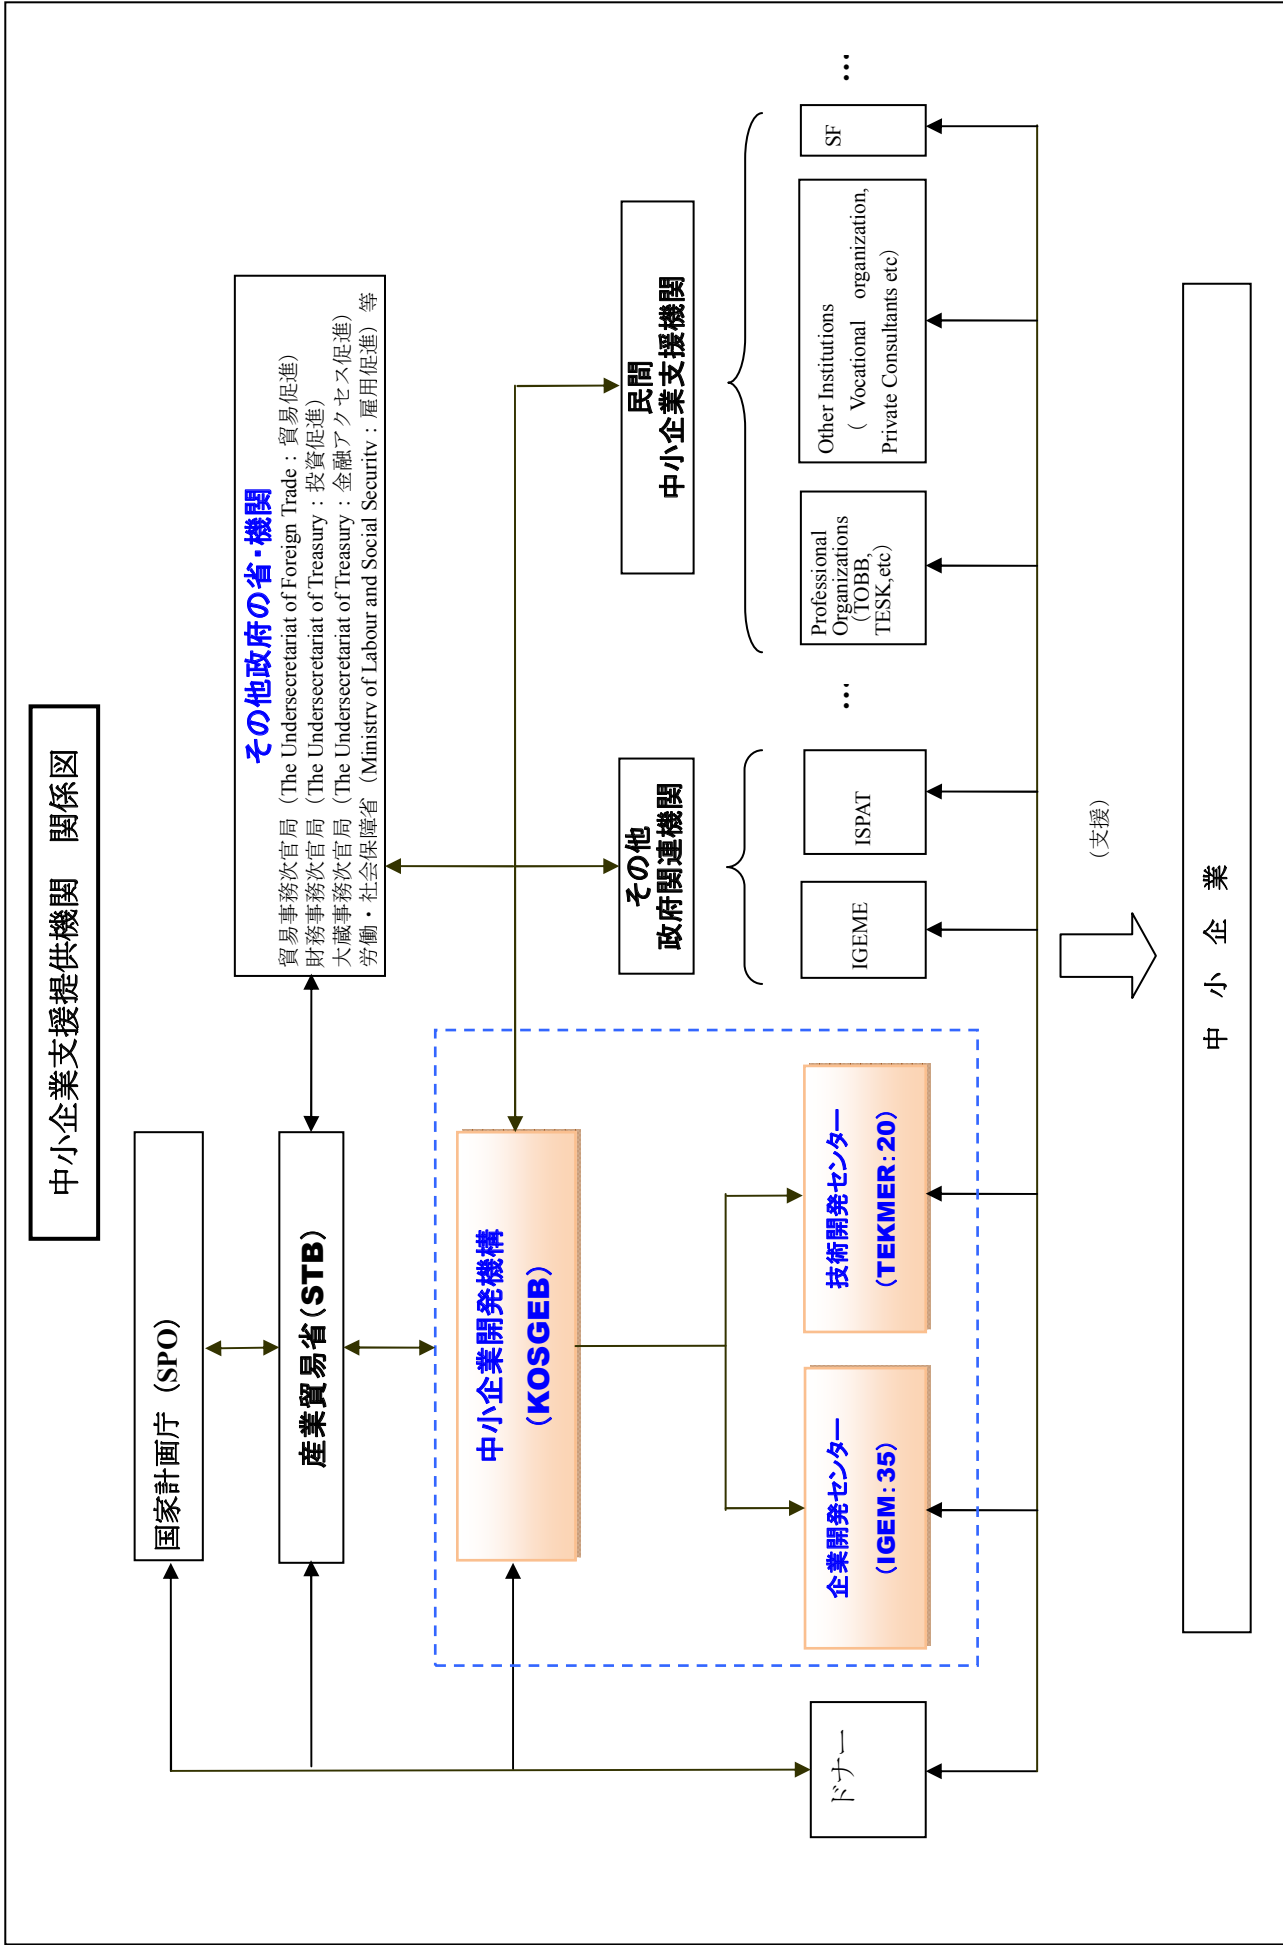 中小企業支援提供機関　関係図
国家計画庁（SPO）
産業貿易省（STB）
その他政府の省・機関
貿易事務次官局（The Undersecretariat of Foreign Trade：貿易促進）
財務事務次官局（The Undersecretariat of Treasury：投資促進）
大蔵事務次官局（The Undersecretariat of Treasury：金融アクセス促進）
労働・社会保障省（Ministry of Labour and Social Security：雇用促進）等
中小企業開発機構
（KOSGEB）
その他
政府関連機関
民間
中小企業支援機関
ドナー
企業開発センター
（IGEM：35）
技術開発センター
（TEKMER：20）
IGEME
ISPAT
…
Professional
Organizations
（TOBB,
TESK,etc）
Other Institutions
（ Vocational organization,
Private Consultants etc）
SF
…
（支援）
中　小　企　業